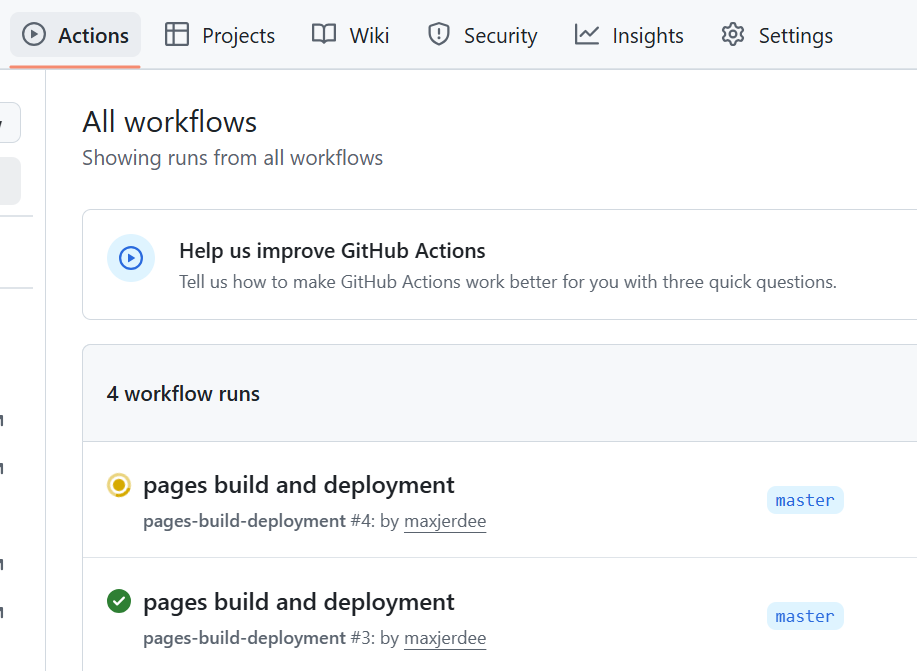 Actions Projects Wiki Security Insights Settings
All workflows
Showing runs from all workflows
Help us improve GitHub Actions
Tell us how to make GitHub Actions work better for you with three quick questions.
4 workflow runs
pages build and deployment
pages-build-deployment #4: by maxjerdee
master
pages build and deployment
pages-build-deployment #3: by maxjerdee
master